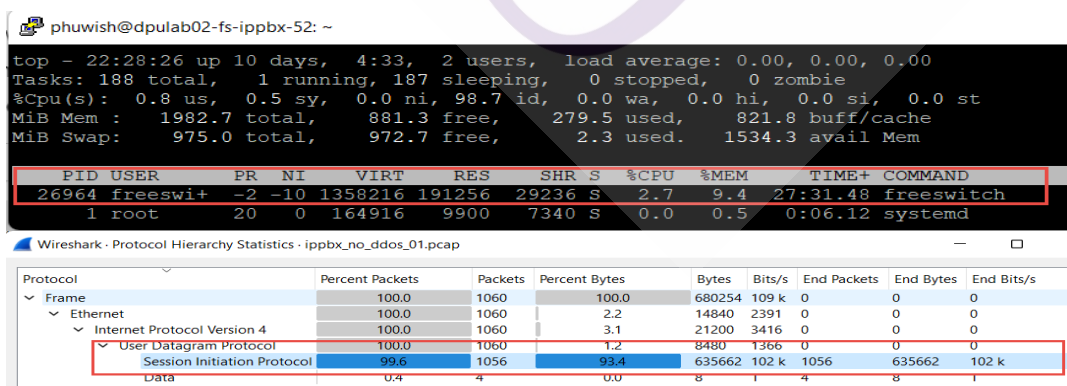 phuwish@dpulab02-fs-ippbx-52: ~
top - 22:28:26 up 10 days, 4:33, 2 users, load average: 0.00, 0.00, 0.00
Tasks: 188 total, 1 running, 187 sleeping, 0 stopped, 0 zombie
%Cpu(s): 0.8 us, 0.5 sy, 0.0 ni, 98.7 id, 0.0 wa, 0.0 hi, 0.0 si, 0.0 st
MiB Mem : 1982.7 total, 881.3 free, 279.5 used, 821.8 buff/cache
MiB Swap: 975.0 total, 972.7 free, 2.3 used. 1534.3 avail Mem
PID USER PR NI VIRT RES SHR S %CPU %MEM TIME+ COMMAND
26964 freeswi+ -2 -10 1358216 191256 29236 S 2.7 9.4 27:31.48 freeswitch
1 root 20 0 164916 9900 7340 S 0.0 0.5 0:06.12 systemd
Wireshark · Protocol Hierarchy Statistics · ippbx_no_ddos_01.pcap
Protocol Percent Packets Packets Percent Bytes Bytes Bits/s End Packets End Bytes End Bits/s
Frame 100.0 1060 100.0 680254 109 k 0 0 0
Ethernet 100.0 1060 2.2 14840 2391 0 0 0
Internet Protocol Version 4 100.0 1060 3.1 21200 3416 0 0 0
User Datagram Protocol 100.0 1060 1.2 8480 1366 0 0 0
Session Initiation Protocol 99.6 1056 93.4 635662 102 k 1056 635662 102 k
Data 0.4 4 0.0 8 1 4 8 1